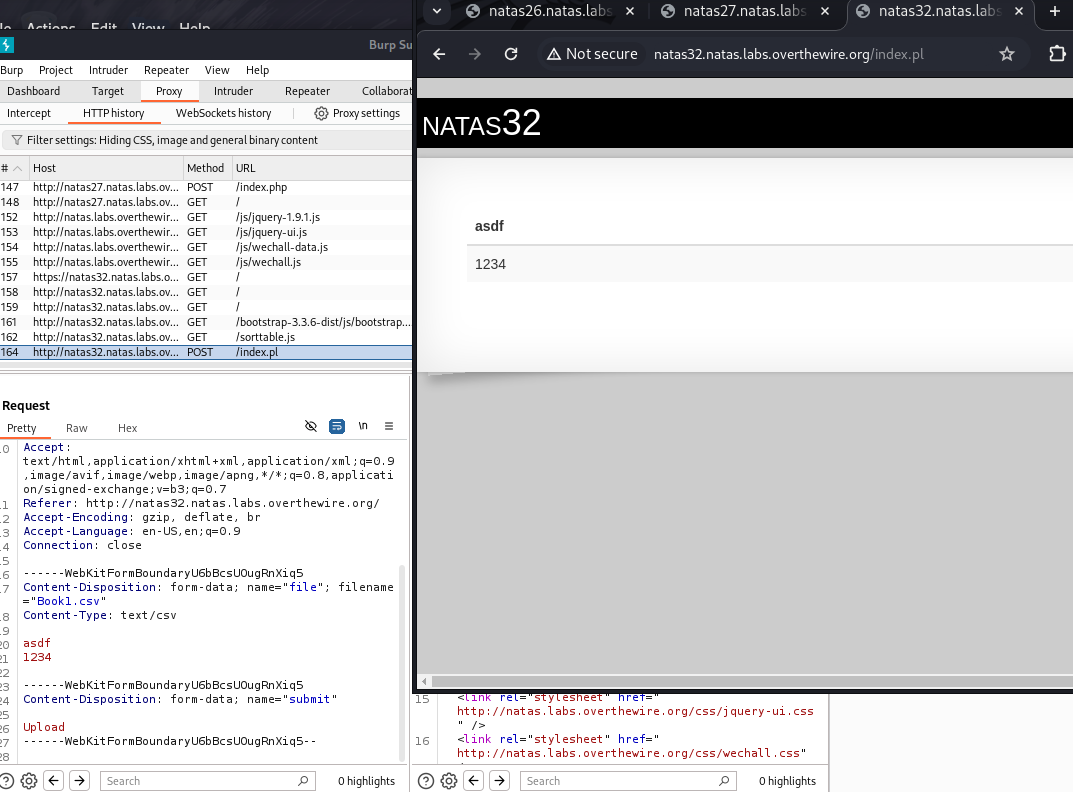 Actions Edit View Help
Burp Su
Burp Project Intruder Repeater View Help
Dashboard Target Proxy Intruder Repeater Collaborat
Intercept HTTP history WebSockets history Proxy settings
Filter settings: Hiding CSS, image and general binary content
# Host Method URL
147 http://natas27.natas.labs.ov... POST /index.php
148 http://natas27.natas.labs.ov... GET /
152 http://natas.labs.overthewir... GET /js/jquery-1.9.1.js
153 http://natas.labs.overthewir... GET /js/jquery-ui.js
154 http://natas.labs.overthewir... GET /js/wechall-data.js
155 http://natas.labs.overthewir... GET /js/wechall.js
157 https://natas32.natas.labs.o... GET /
158 http://natas32.natas.labs.ov... GET /
159 http://natas32.natas.labs.ov... GET /
161 http://natas32.natas.labs.ov... GET /bootstrap-3.3.6-dist/js/bootstrap....
162 http://natas32.natas.labs.ov... GET /sorttable.js
164 http://natas32.natas.labs.ov... POST /index.pl
Request
Pretty Raw Hex \n
10 Accept:
text/html,application/xhtml+xml,application/xml;q=0.9
,image/avif,image/webp,image/apng,*/*;q=0.8,applicati
on/signed-exchange;v=b3;q=0.7
11 Referer: http://natas32.natas.labs.overthewire.org/
12 Accept-Encoding: gzip, deflate, br
13 Accept-Language: en-US,en;q=0.9
14 Connection: close
15
16 ------WebKitFormBoundaryU6bBcsUOugRnXiq5
17 Content-Disposition: form-data; name="file"; filename
="Book1.csv"
18 Content-Type: text/csv
19
20 asdf
21 1234
22
23 ------WebKitFormBoundaryU6bBcsUOugRnXiq5
24 Content-Disposition: form-data; name="submit"
25
26 Upload
27 ------WebKitFormBoundaryU6bBcsUOugRnXiq5--
28
Search 0 highlights
natas26.natas.labs natas27.natas.labs natas32.natas.labs
Not secure natas32.natas.labs.overthewire.org/index.pl
NATAS32
asdf
1234
15 <link rel="stylesheet" href="
http://natas.labs.overthewire.org/css/jquery-ui.css
" />
16 <link rel="stylesheet" href="
http://natas.labs.overthewire.org/css/wechall.css"
Search 0 highlights